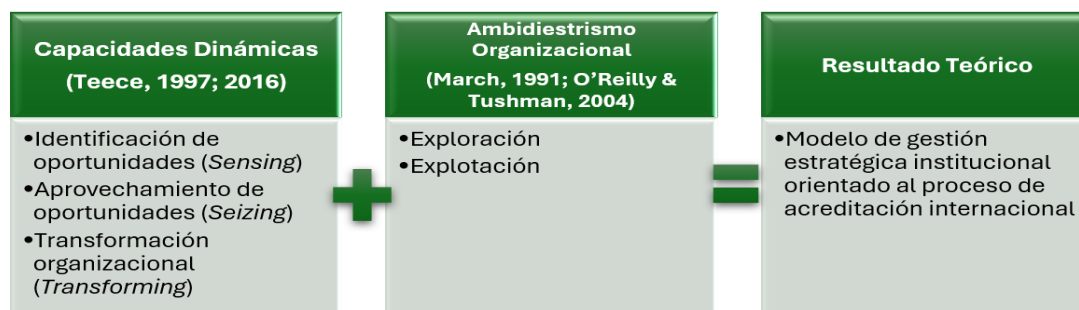 Capacidades Dinámicas
(Teece, 1997; 2016)
•Identificación de
oportunidades (Sensing)
•Aprovechamiento de
oportunidades (Seizing)
•Transformación
organizacional
(Transforming)
Ambidiestrismo
Organizacional
(March, 1991; O’Reilly &
Tushman, 2004)
•Exploración
•Explotación
Resultado Teórico
•Modelo de gestión
estratégica institucional
orientado al proceso de
acreditación internacional